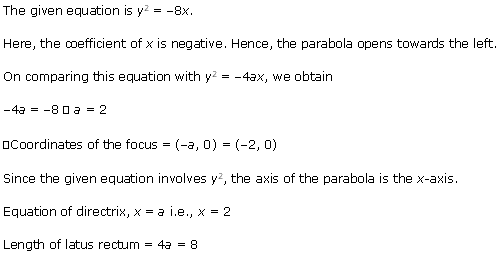 The given equation is y² = –8x.
Here, the coefficient of x is negative. Hence, the parabola opens towards the left.
On comparing this equation with y² = –4ax, we obtain
–4a = –8 □ a = 2
□Coordinates of the focus = (–a, 0) = (–2, 0)
Since the given equation involves y², the axis of the parabola is the x-axis.
Equation of directrix, x = a i.e., x = 2
Length of latus rectum = 4a = 8